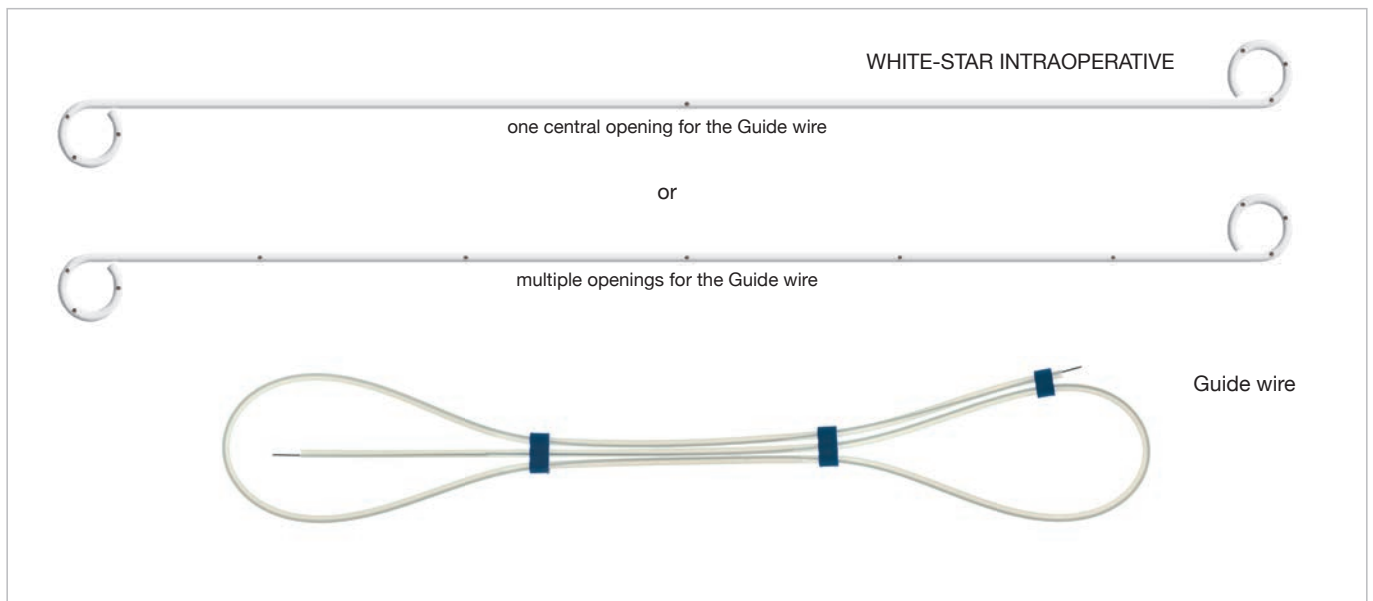 WHITE-STAR INTRAOPERATIVE
one central opening for the Guide wire
or
multiple openings for the Guide wire
Guide wire